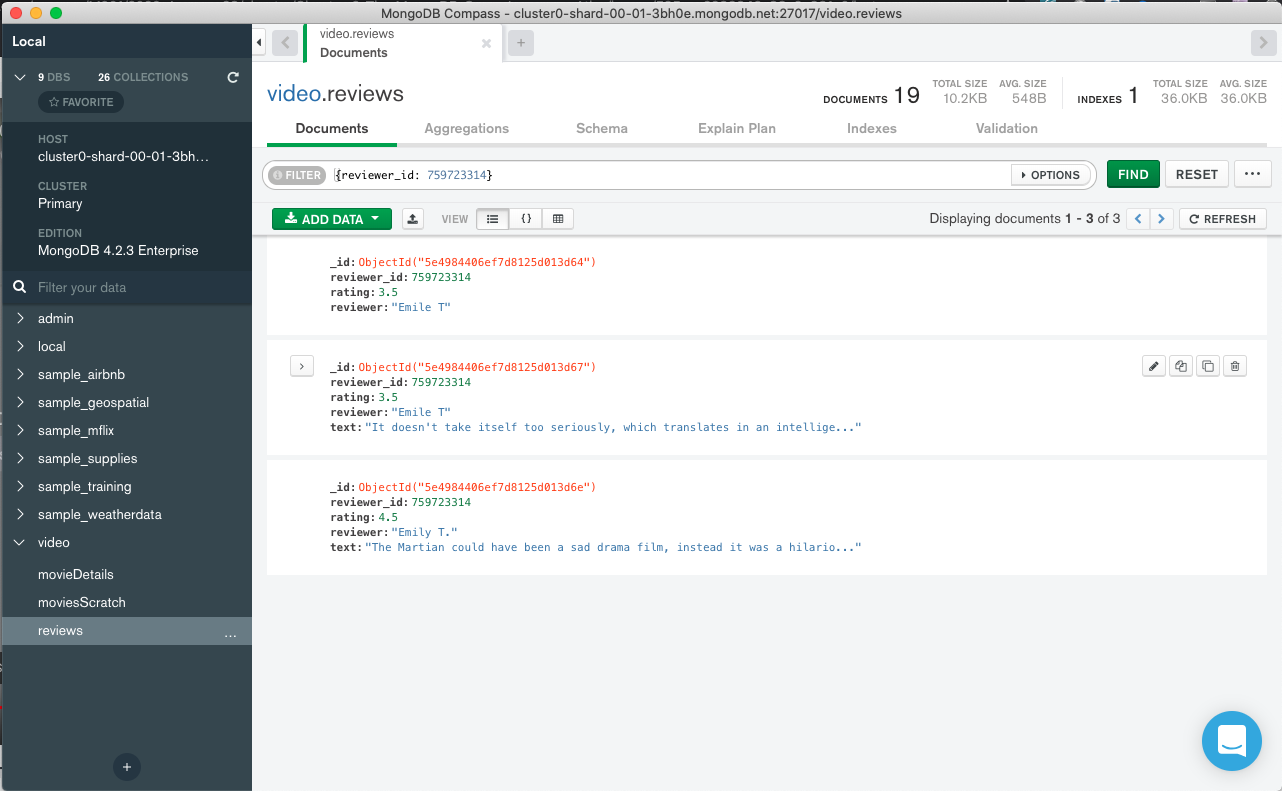 MongoDB Compass - cluster0-shard-00-01-3bh0e.mongodb.net:27017/video.reviews
Local
9 DBS 26 COLLECTIONS
FAVORITE
HOST
cluster0-shard-00-01-3bh...
CLUSTER
Primary
EDITION
MongoDB 4.2.3 Enterprise
Filter your data
admin
local
sample_airbnb
sample_geospatial
sample_mflix
sample_supplies
sample_training
sample_weatherdata
video
movieDetails
moviesScratch
reviews ...
+
video.reviews
Documents
+
video.reviews
DOCUMENTS 19 TOTAL SIZE 10.2KB AVG. SIZE 548B INDEXES 1 TOTAL SIZE 36.0KB AVG. SIZE 36.0KB
Documents Aggregations Schema Explain Plan Indexes Validation
FILTER {reviewer_id: 759723314} OPTIONS FIND RESET ...
ADD DATA VIEW {} Displaying documents 1 - 3 of 3 REFRESH
_id:ObjectId("5e4984406ef7d8125d013d64")
reviewer_id:759723314
rating:3.5
reviewer:"Emile T"
_id:ObjectId("5e4984406ef7d8125d013d67")
reviewer_id:759723314
rating:3.5
reviewer:"Emile T"
text:"It doesn't take itself too seriously, which translates in an intellige..."
_id:ObjectId("5e4984406ef7d8125d013d6e")
reviewer_id:759723314
rating:4.5
reviewer:"Emily T."
text:"The Martian could have been a sad drama film, instead it was a hilario..."